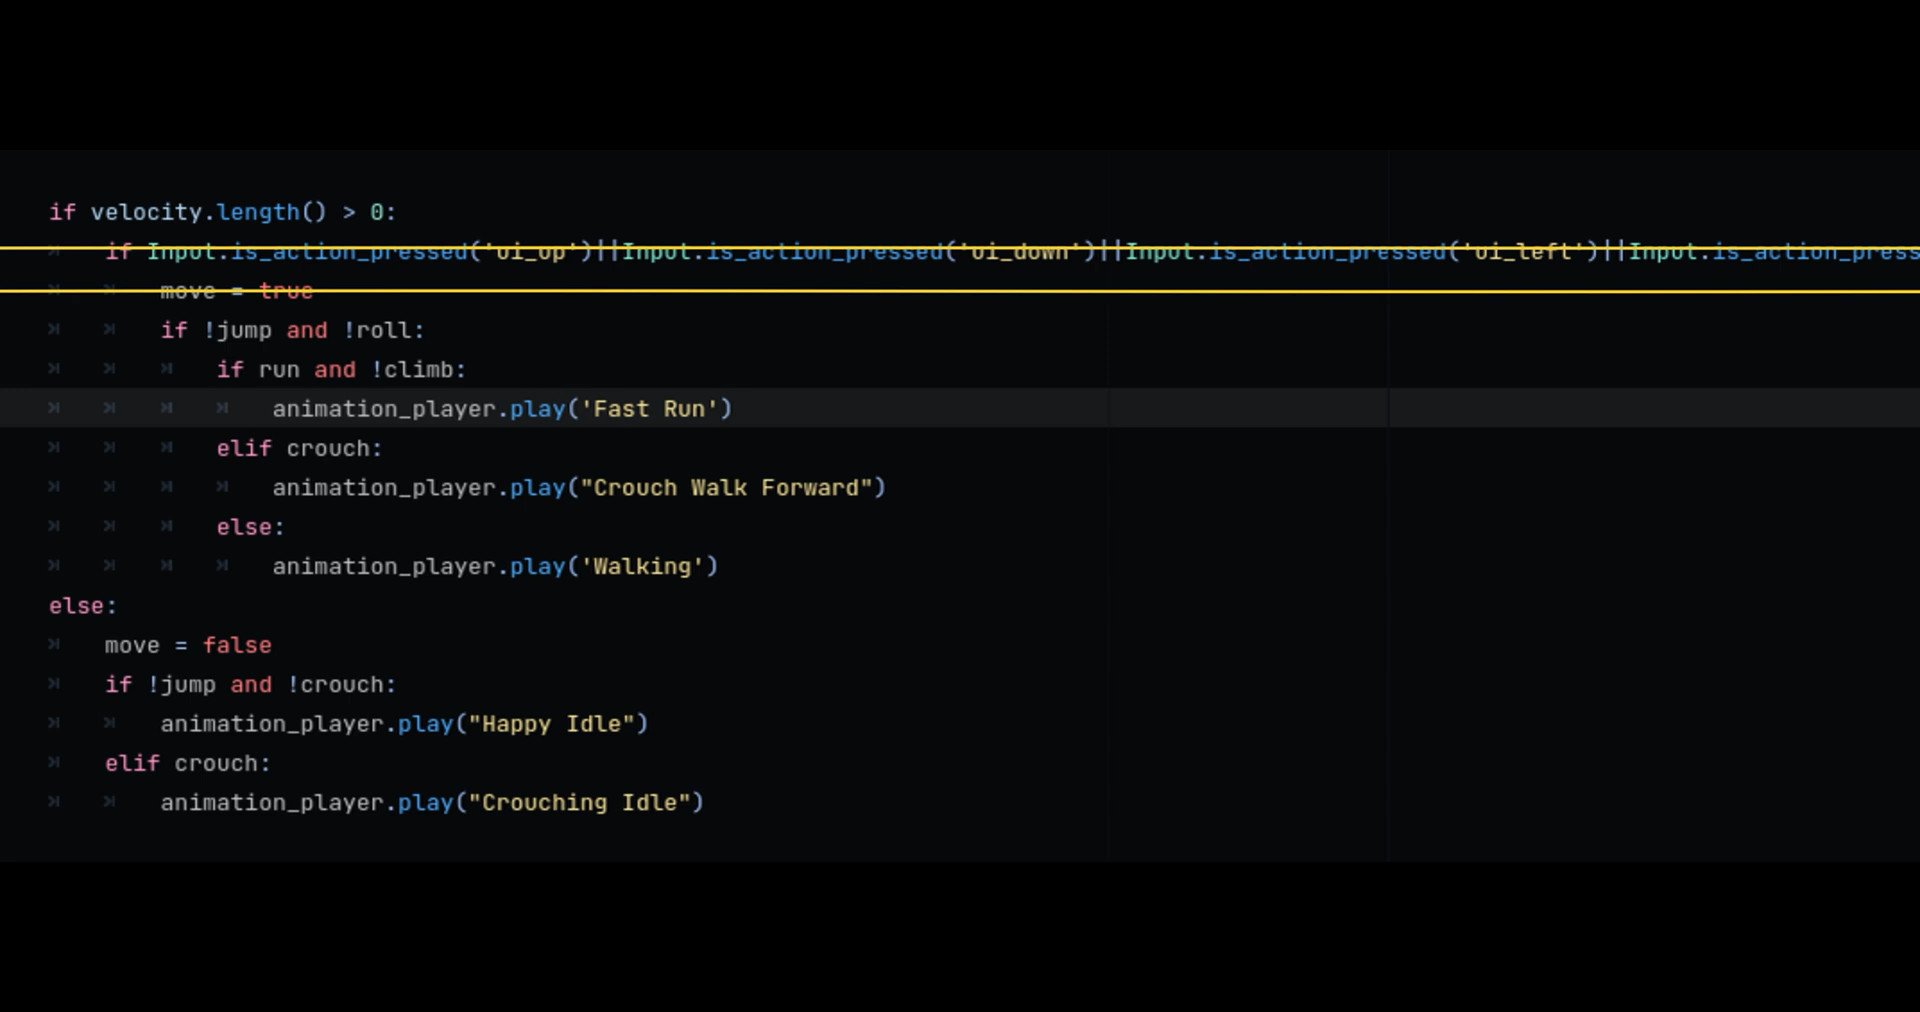 if velocity.length() > 0:
if Input.is_action_pressed('ui_up')||Input.is_action_pressed('ui_down')||Input.is_action_pressed('ui_left')||Input.is_action_press
move = true
if !jump and !roll:
if run and !climb:
animation_player.play('Fast Run')
elif crouch:
animation_player.play("Crouch Walk Forward")
else:
animation_player.play('Walking')
else:
move = false
if !jump and !crouch:
animation_player.play("Happy Idle")
elif crouch:
animation_player.play("Crouching Idle")